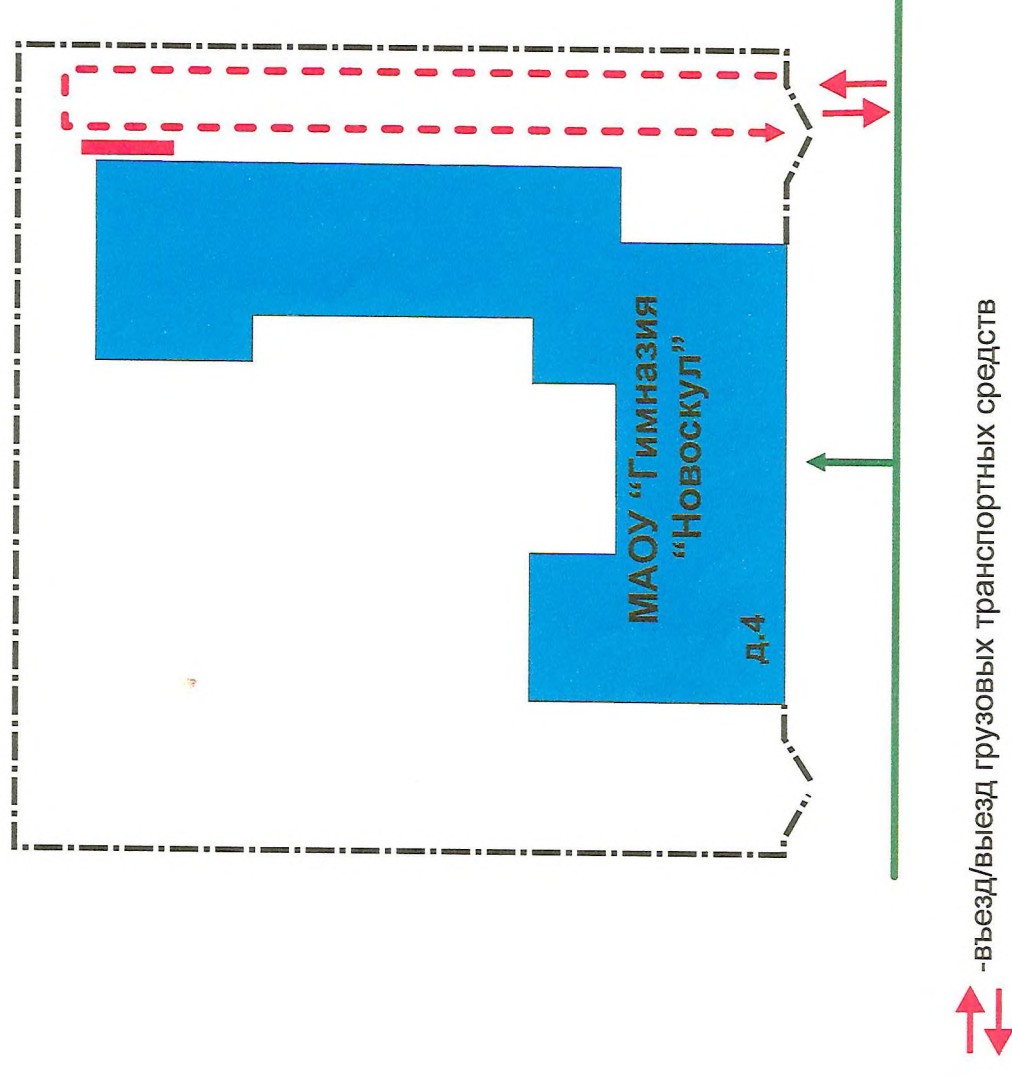 МАОУ “Гимназия
“Новоскул”
д.4
-въезд/выезд грузовых транспортных средств